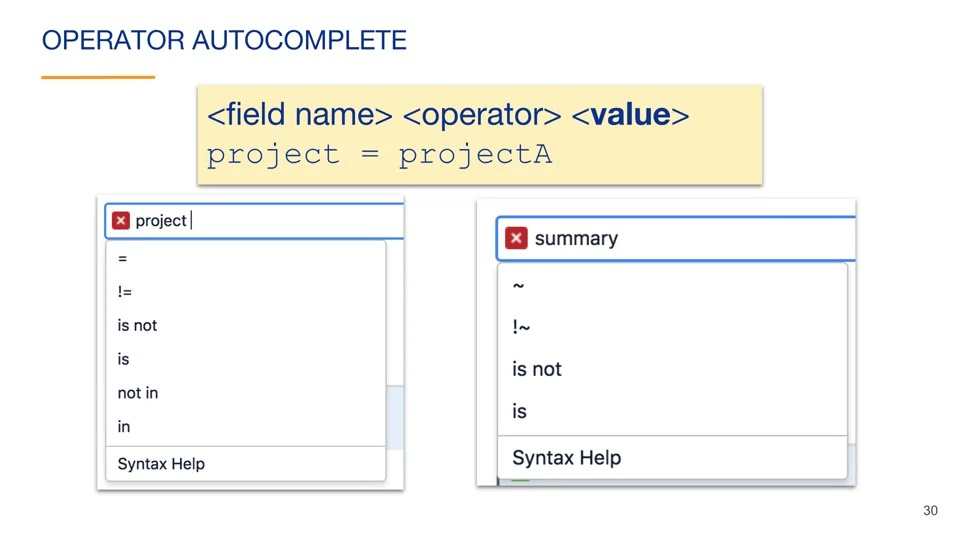 OPERATOR AUTOCOMPLETE
<field name> <operator> <value>
project = projectA
project
=
!=
is not
is
not in
in
Syntax Help
summary
~
!~
is not
is
Syntax Help
30